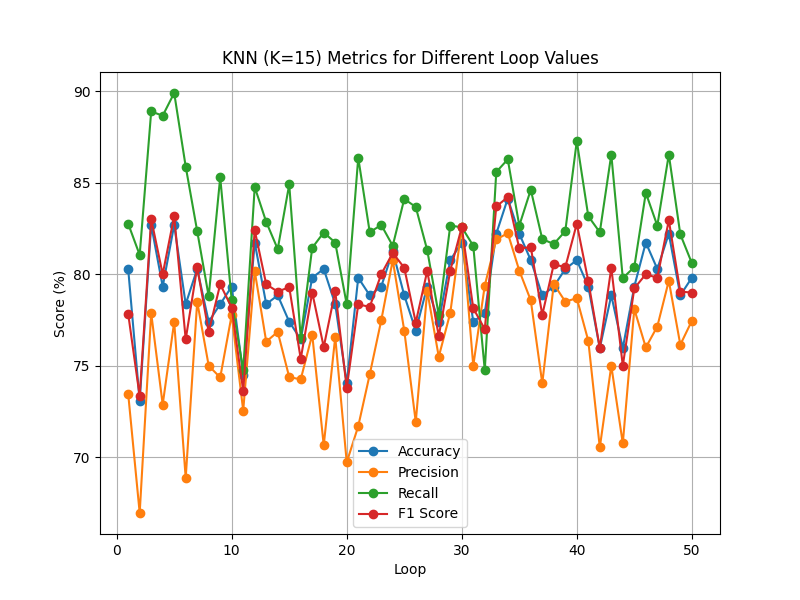 KNN (K=15) Metrics for Different Loop Values
90
85
80
75
70
Score (%)
Accuracy
Precision
Recall
F1 Score
0 10 20 30 40 50
Loop